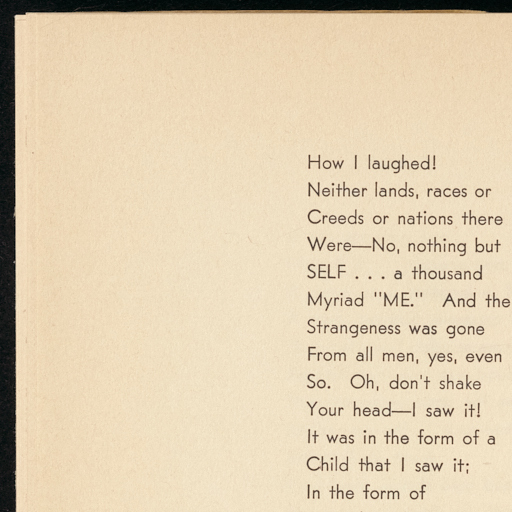 How I laughed!
Neither lands, races or
Creeds or nations there
Were—No, nothing but
SELF . . . a thousand
Myriad "ME." And the
Strangeness was gone
From all men, yes, even
So. Oh, don't shake
Your head—I saw it!
It was in the form of a
Child that I saw it;
In the form of